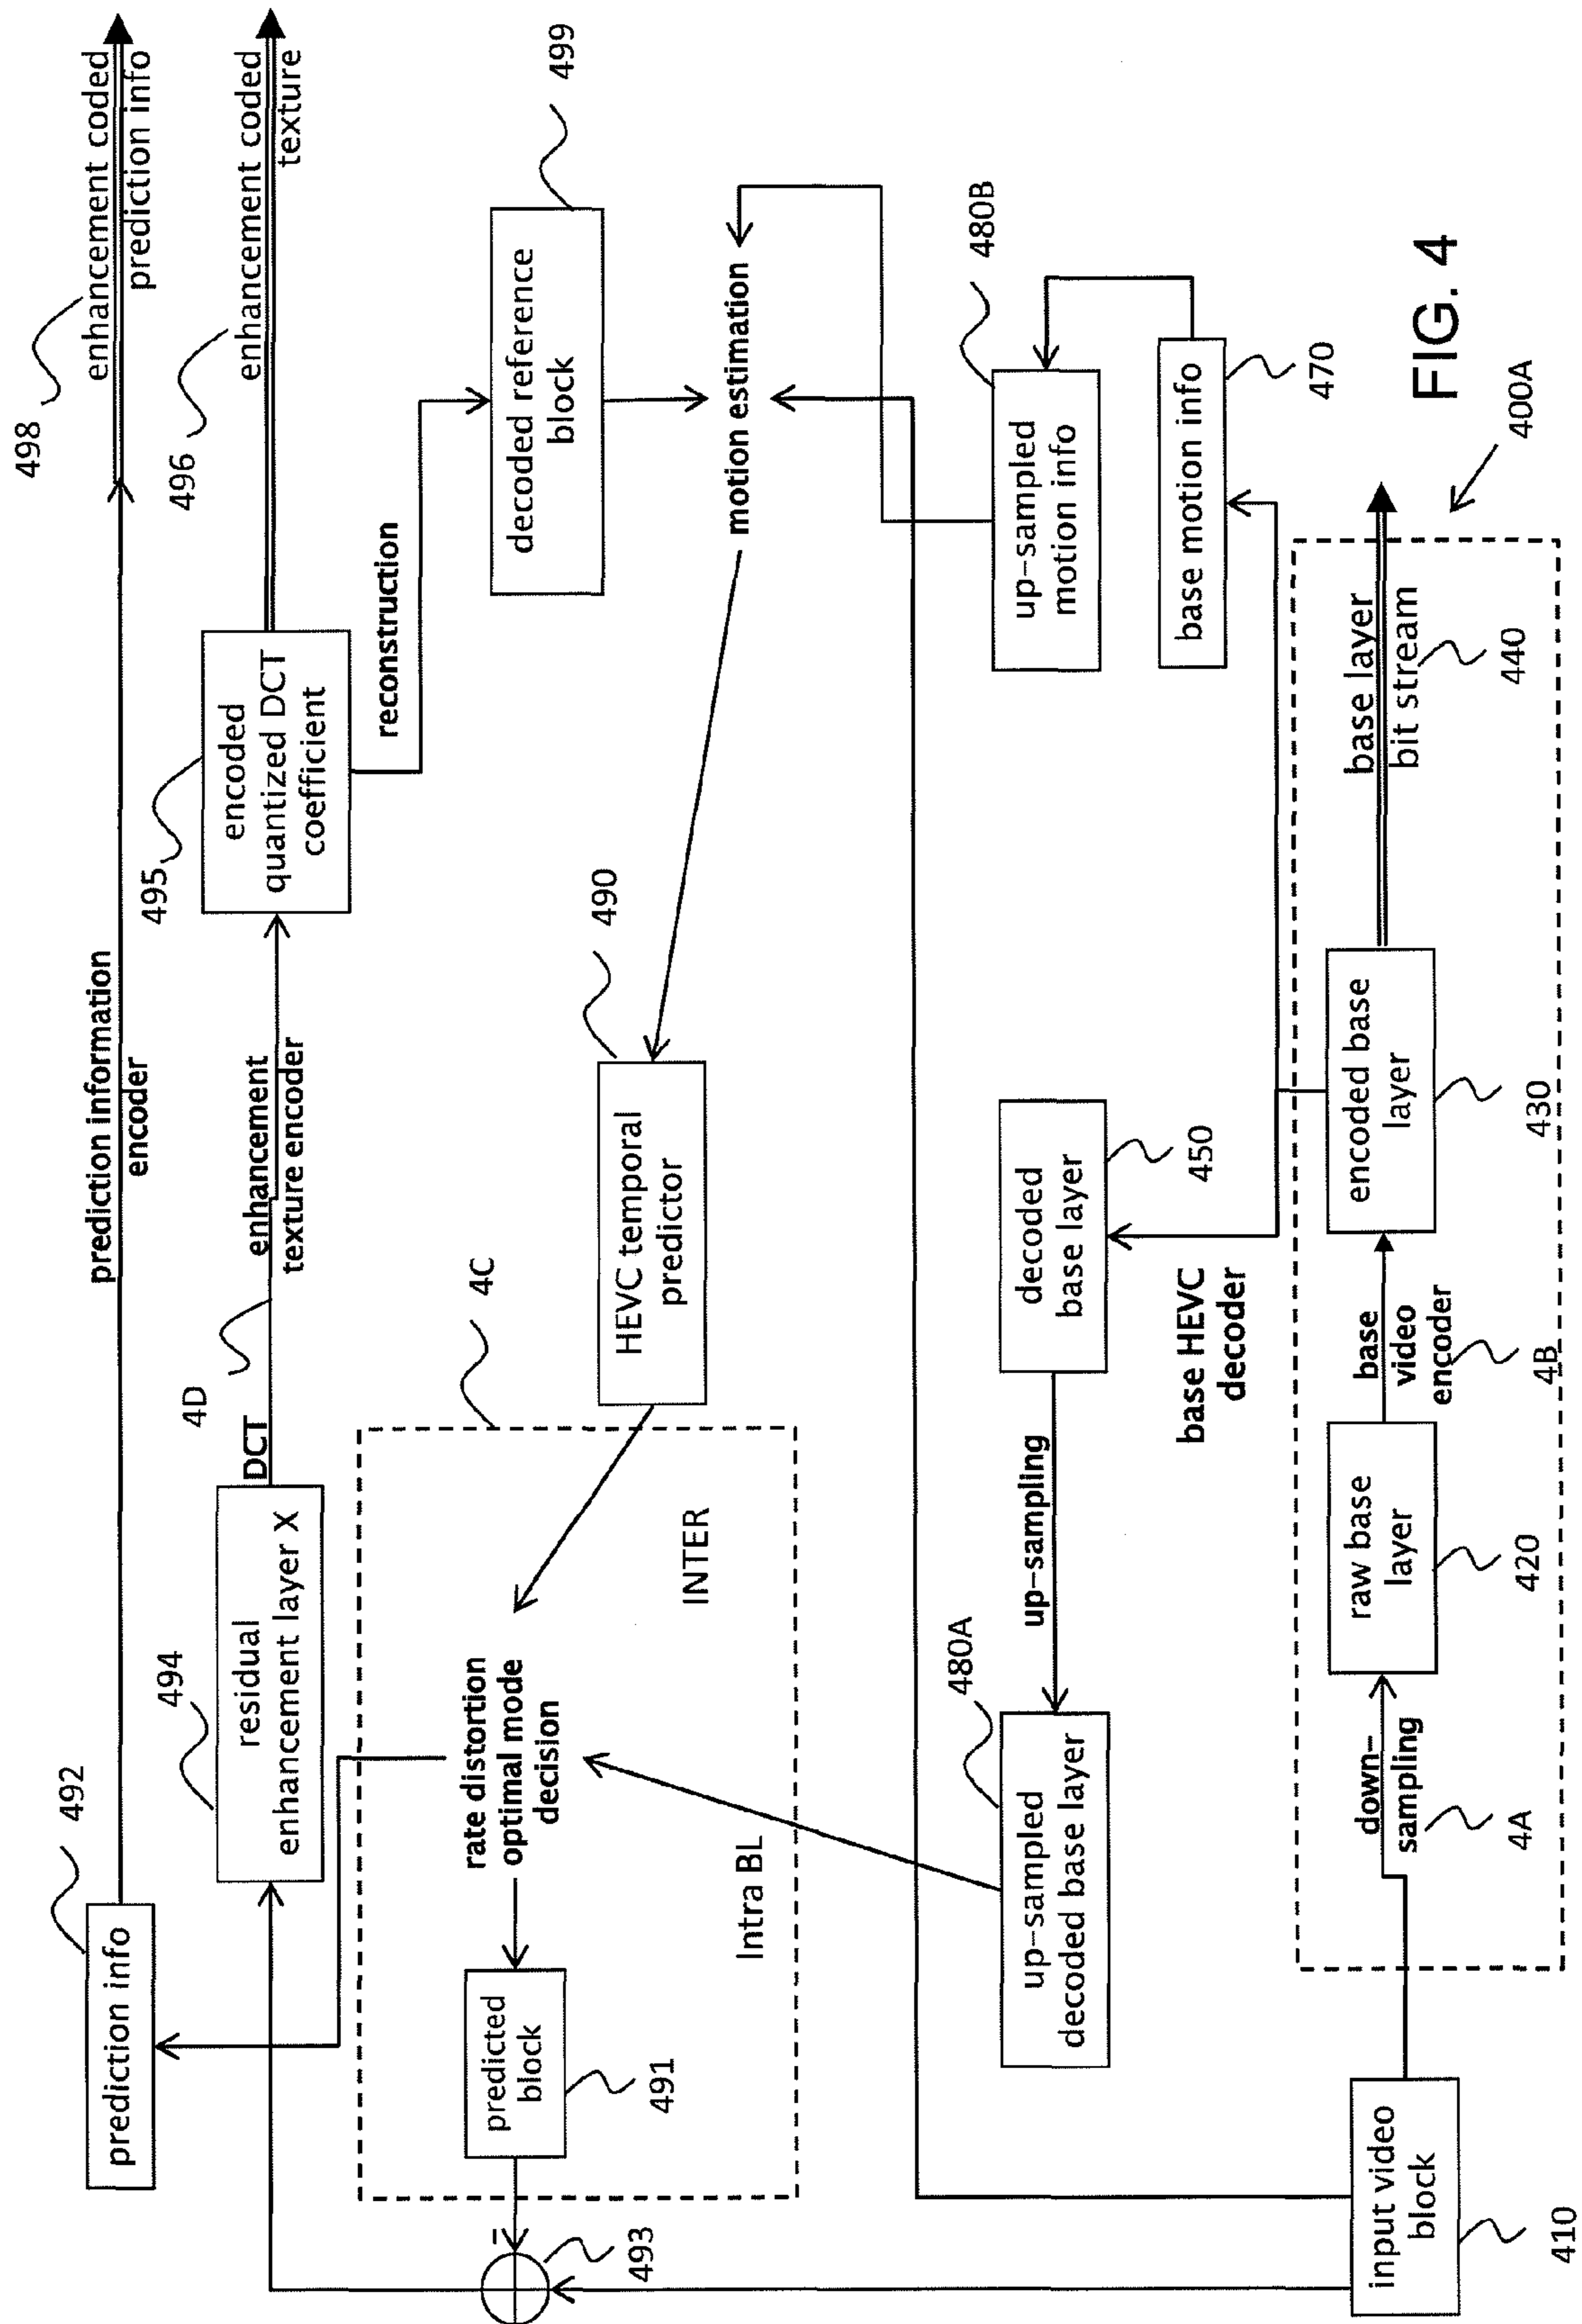 498
enhancement coded
prediction info
prediction information
encoder
492
prediction info
496
enhancement coded
texture
495
encoded
quantized DCT
coefficient
enhancement
texture encoder
4D
DCT
494
residual
enhancement layer X
reconstruction
499
decoded reference
block
4C
rate distortion
optimal mode
decision
predicted
block
491
INTER
Intra BL
–
493
490
HEVC temporal
predictor
motion estimation
480B
up-sampled
motion info
base motion info
470
450
decoded
base layer
up-sampling
480A
up-sampled
decoded base layer
base HEVC
decoder
input video
block
410
down-
sampling
4A
raw base
layer
420
base
video
encoder
4B
encoded base
layer
430
base layer
bit stream
440
400A
FIG. 4